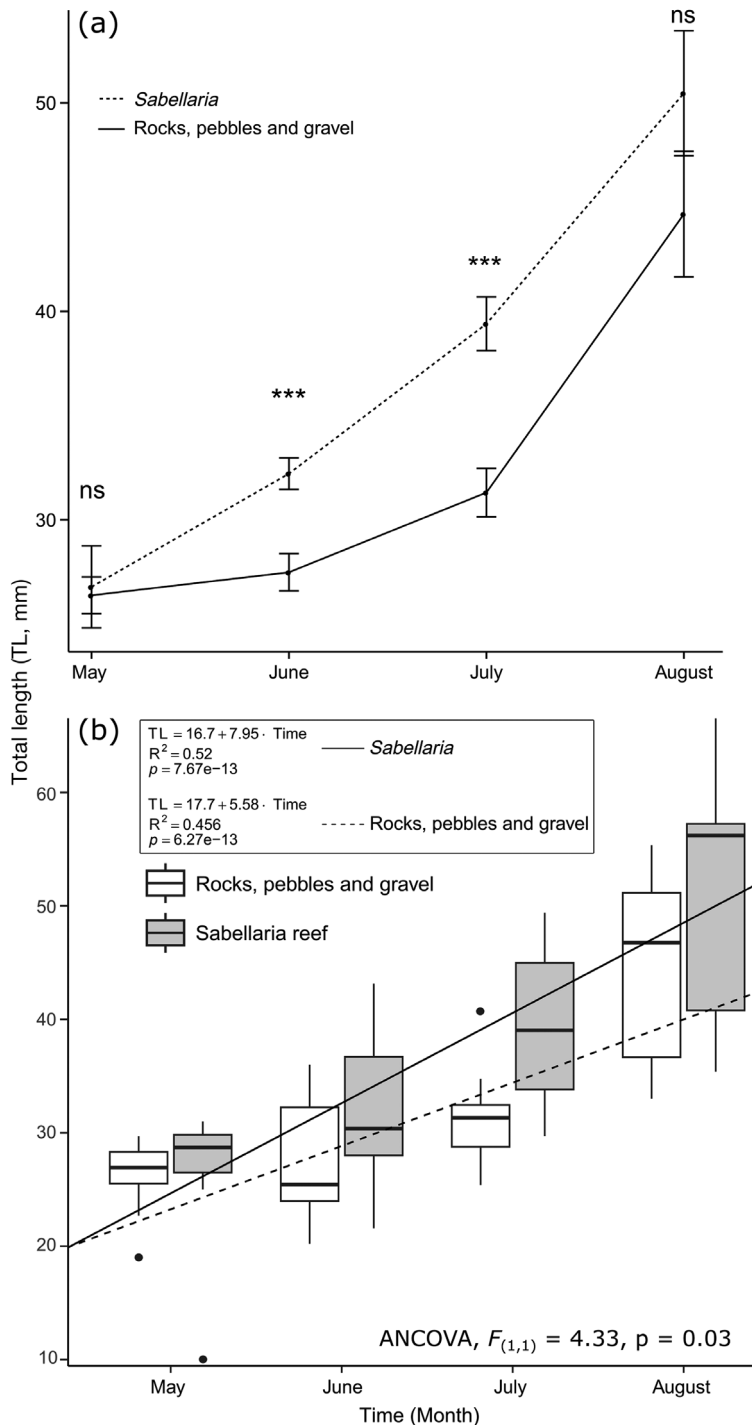 (a)
ns
50
Sabellaria
Rocks, pebbles and gravel
***
40
***
ns
30
May June July August
Total length (TL, mm)
(b)
TL = 16.7 + 7.95 · Time
R² = 0.52
p = 7.67e−13
Sabellaria
TL = 17.7 + 5.58 · Time
R² = 0.456
p = 6.27e−13
Rocks, pebbles and gravel
60
Rocks, pebbles and gravel
Sabellaria reef
50
40
30
20
ANCOVA, F(1,1) = 4.33, p = 0.03
10
May June July August
Time (Month)